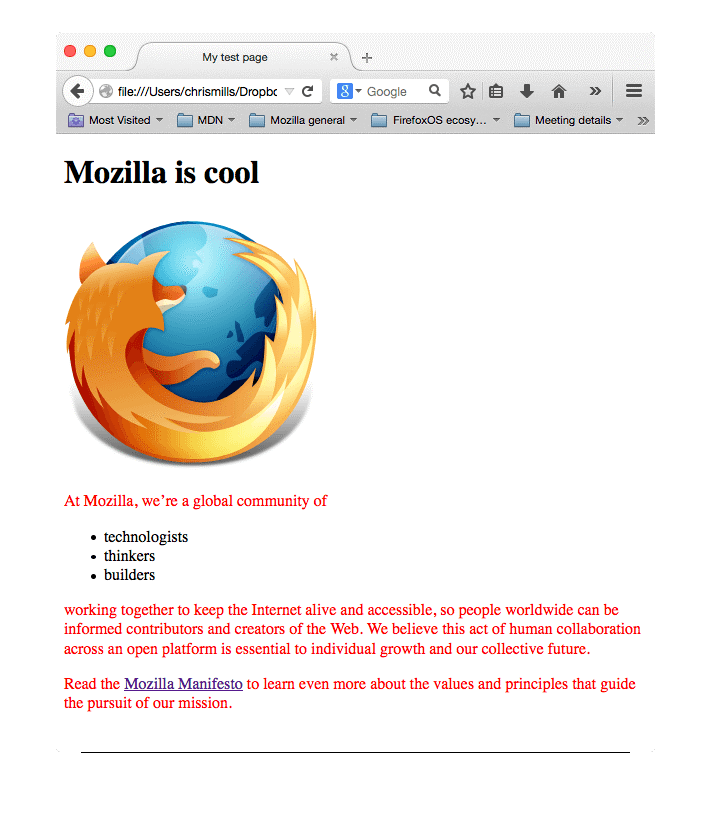 My test page
file:///Users/chrismills/Dropbo
Google
Most Visited
MDN
Mozilla general
FirefoxOS ecosy...
Meeting details
Mozilla is cool
At Mozilla, we’re a global community of
technologists
thinkers
builders
working together to keep the Internet alive and accessible, so people worldwide can be
informed contributors and creators of the Web. We believe this act of human collaboration
across an open platform is essential to individual growth and our collective future.
Read the Mozilla Manifesto to learn even more about the values and principles that guide
the pursuit of our mission.